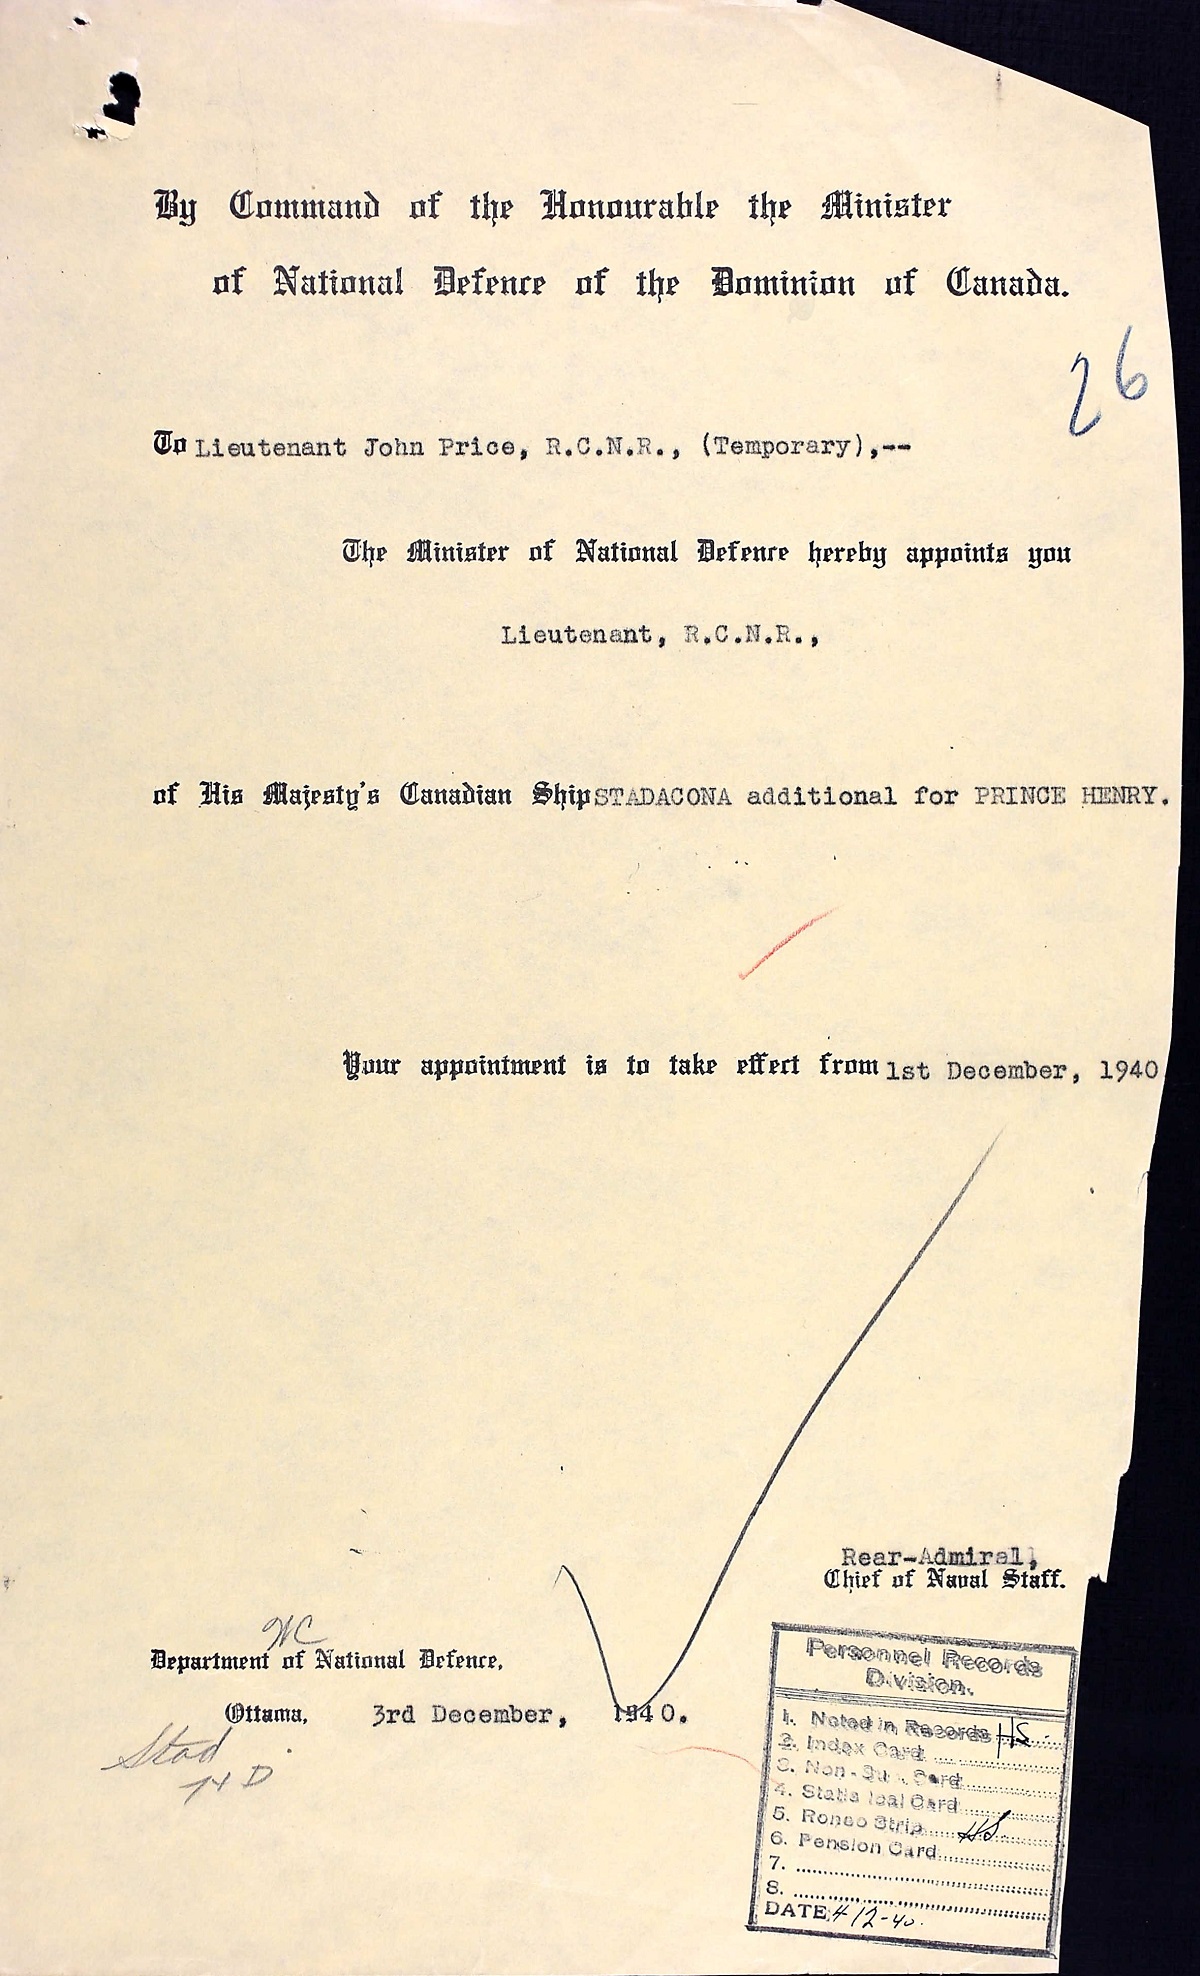 By Command of the Honourable the Minister
of National Defence of the Dominion of Canada.
26
To Lieutenant John Price, R.C.N.R., (Temporary),--
The Minister of National Defence hereby appoints you
Lieutenant, R.C.N.R.,
of His Majesty's Canadian Ship STADACONA additional for PRINCE HENRY.
Your appointment is to take effect from 1st December, 1940
Rear-Admiral,
Chief of Naval Staff.
Department of National Defence,
Ottawa, 3rd December, 1940.
Stad
Personnel Records
Division.
1. Noted in Records HS
2. Index Card
3. Non-Sub. Card
4. Statistical Card
5. Roneo Strip HS.
6. Pension Card
7.
8.
DATE 4-12-40.